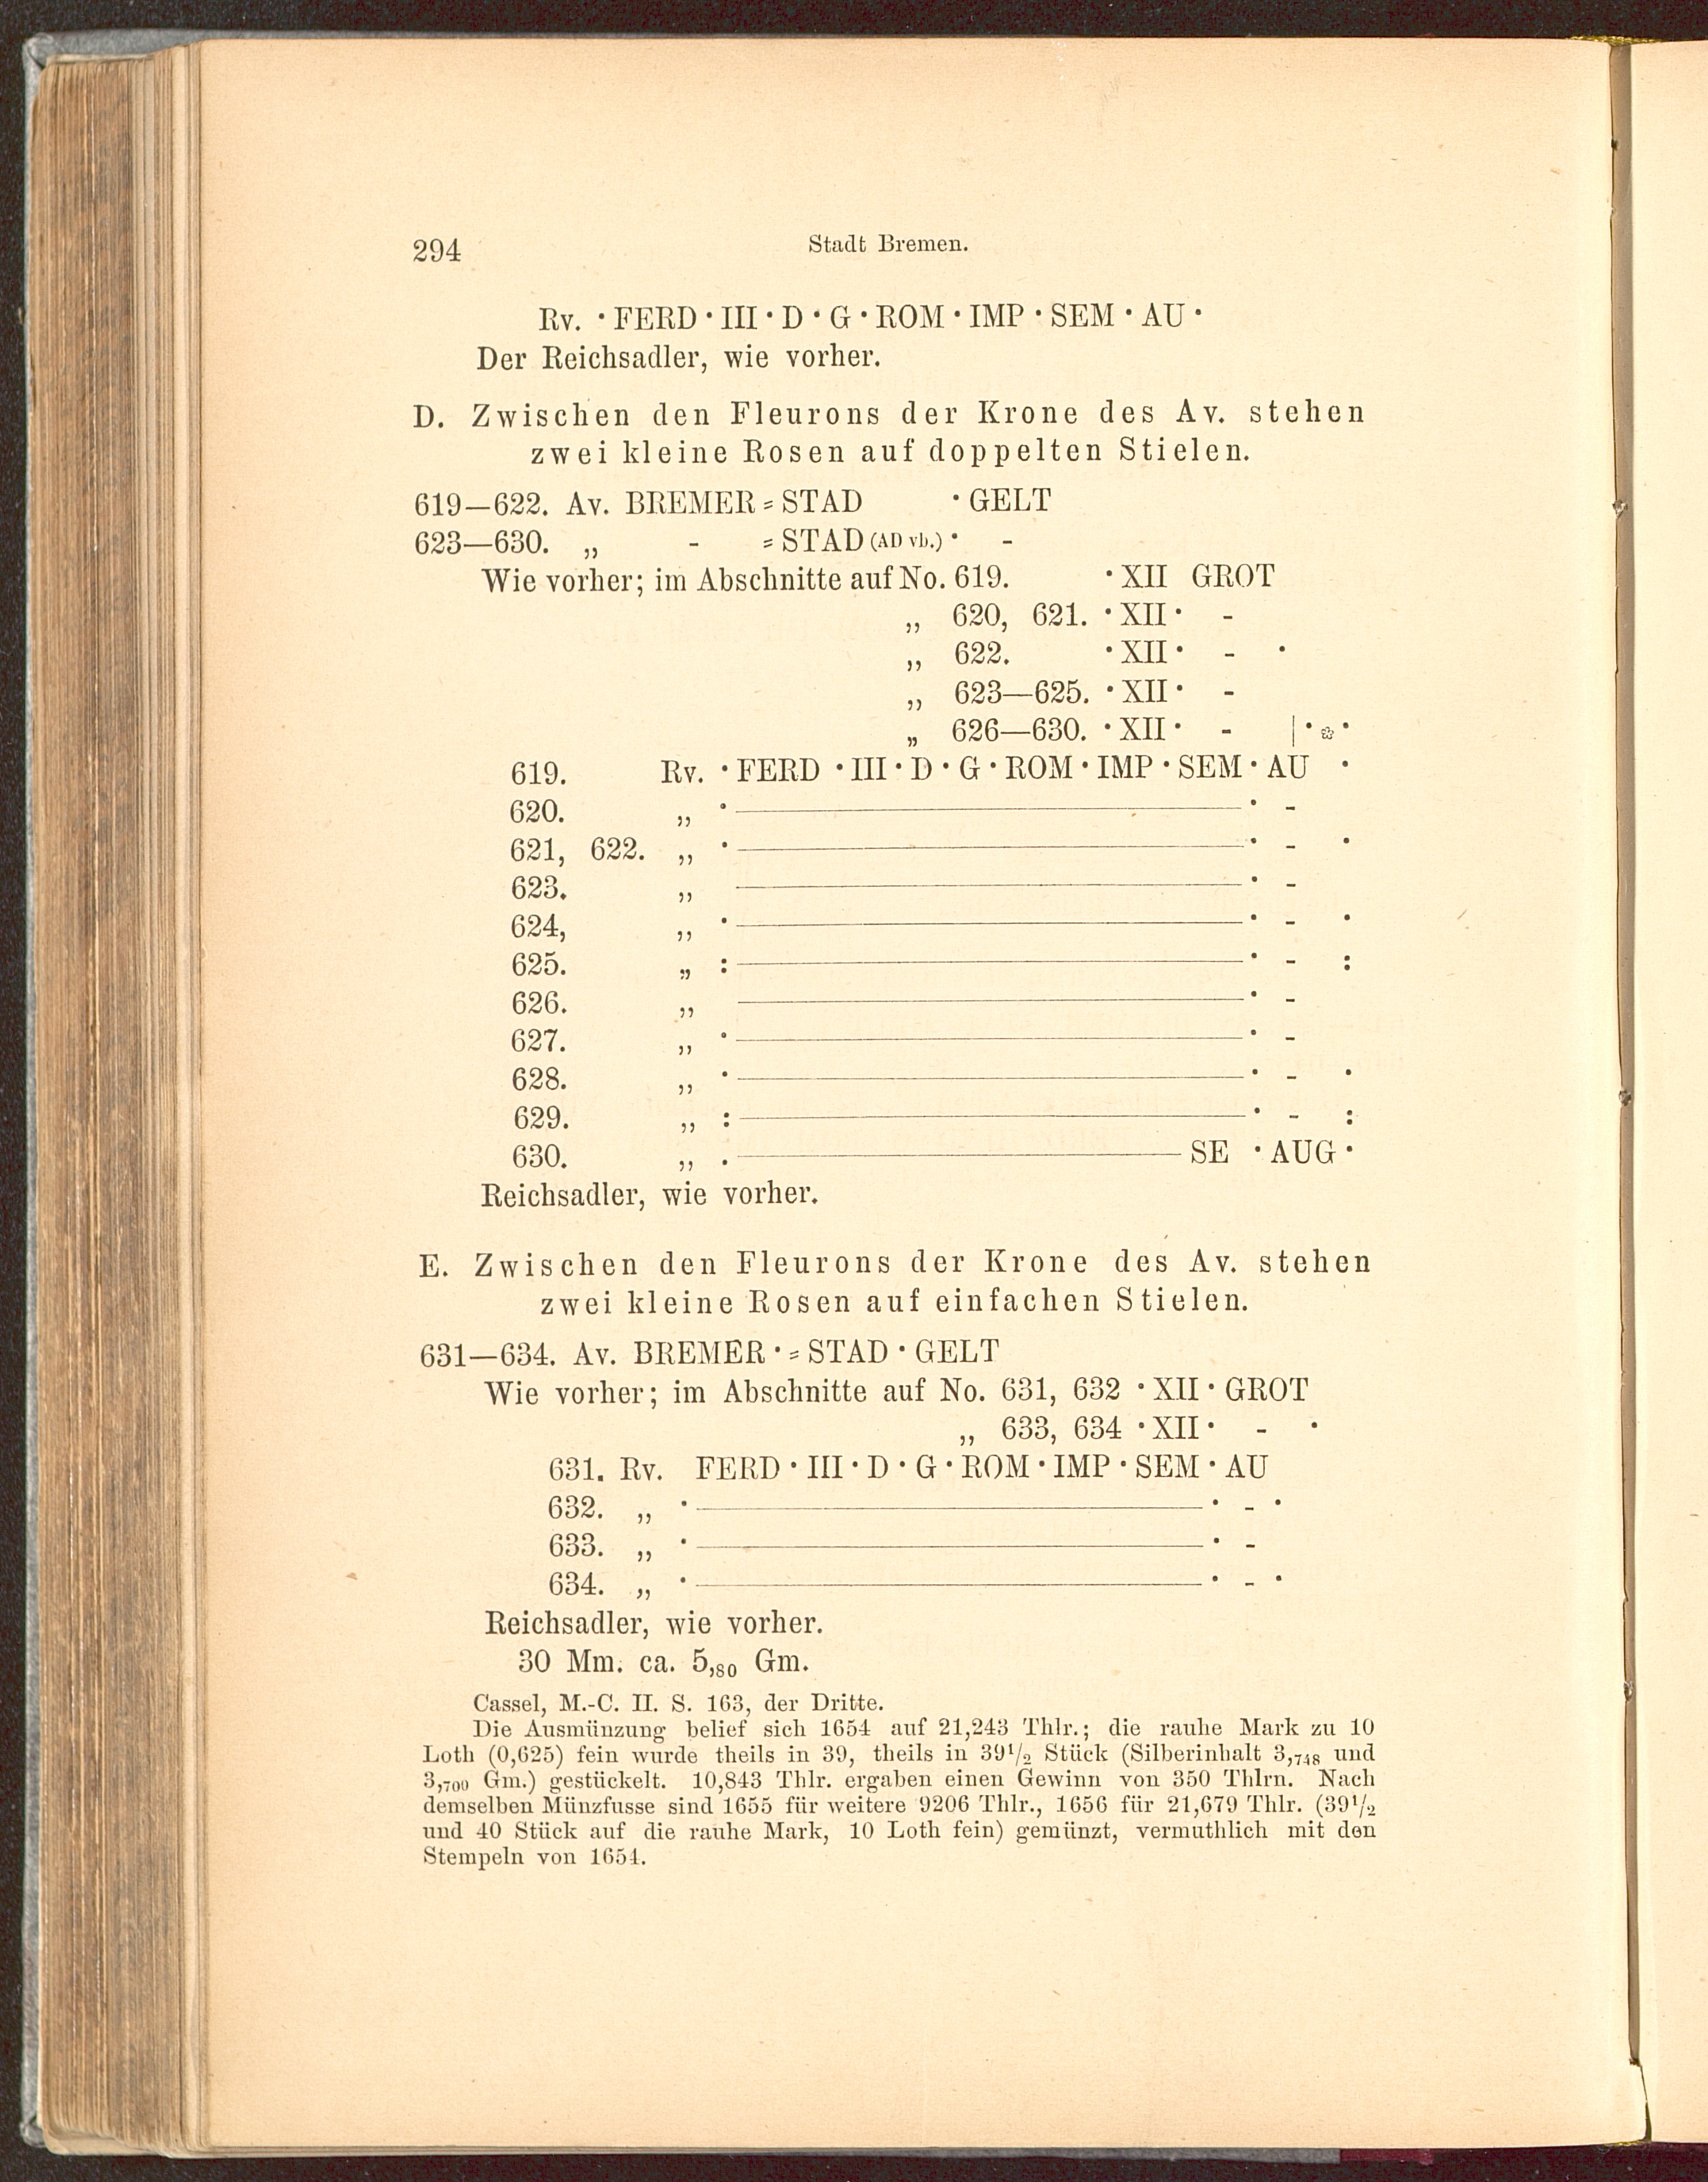 294 Stadt Bremen.
Rv. • FERD • III • D • G • ROM • IMP • SEM • AU •
Der Reichsadler, wie vorher.
D. Zwischen den Fleurons der Krone des Av. stehen
zwei kleine Rosen auf doppelten Stielen.
619—622. Av. BREMER = STAD • GELT
623—630. „ - = STAD (AD vb.) • -
Wie vorher; im Abschnitte auf No. 619. • XII GROT
„ 620, 621. • XII • -
„ 622. • XII • - •
„ 623—625. • XII • -
„ 626—630. • XII • - | • ❀ •
619. Rv. • FERD • III • D • G • ROM • IMP • SEM • AU •
620. „ • ———— • -
621, 622. „ • ———— • - •
623. „ ———— • -
624, „ • ———— • - •
625. „ : ———— • - :
626. „ ———— • -
627. „ • ———— • -
628. „ • ———— • - •
629. „ : ———— • - :
630. „ . ———— SE • AUG •
Reichsadler, wie vorher.
E. Zwischen den Fleurons der Krone des Av. stehen
zwei kleine Rosen auf einfachen Stielen.
631—634. Av. BREMER • = STAD • GELT
Wie vorher; im Abschnitte auf No. 631, 632 • XII • GROT
„ 633, 634 • XII • - •
631. Rv. FERD • III • D • G • ROM • IMP • SEM • AU
632. „ • ———— • - •
633. „ • ———— • -
634. „ • ———— • - •
Reichsadler, wie vorher.
30 Mm. ca. 5,80 Gm.
Cassel, M.-C. II. S. 163, der Dritte.
Die Ausmünzung belief sich 1654 auf 21,243 Thlr.; die rauhe Mark zu 10
Loth (0,625) fein wurde theils in 39, theils in 39¹/₂ Stück (Silberinhalt 3,748 und
3,700 Gm.) gestückelt. 10,843 Thlr. ergaben einen Gewinn von 350 Thlrn. Nach
demselben Münzfusse sind 1655 für weitere 9206 Thlr., 1656 für 21,679 Thlr. (39¹/₂
und 40 Stück auf die rauhe Mark, 10 Loth fein) gemünzt, vermuthlich mit den
Stempeln von 1654.